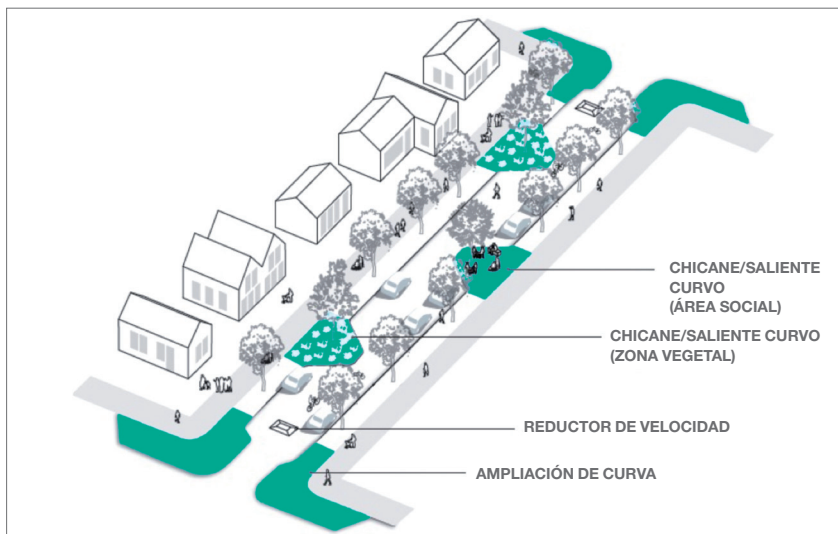 CHICANE/SALIENTE
CURVO
(ÁREA SOCIAL)
CHICANE/SALIENTE CURVO
(ZONA VEGETAL)
REDUCTOR DE VELOCIDAD
AMPLIACIÓN DE CURVA